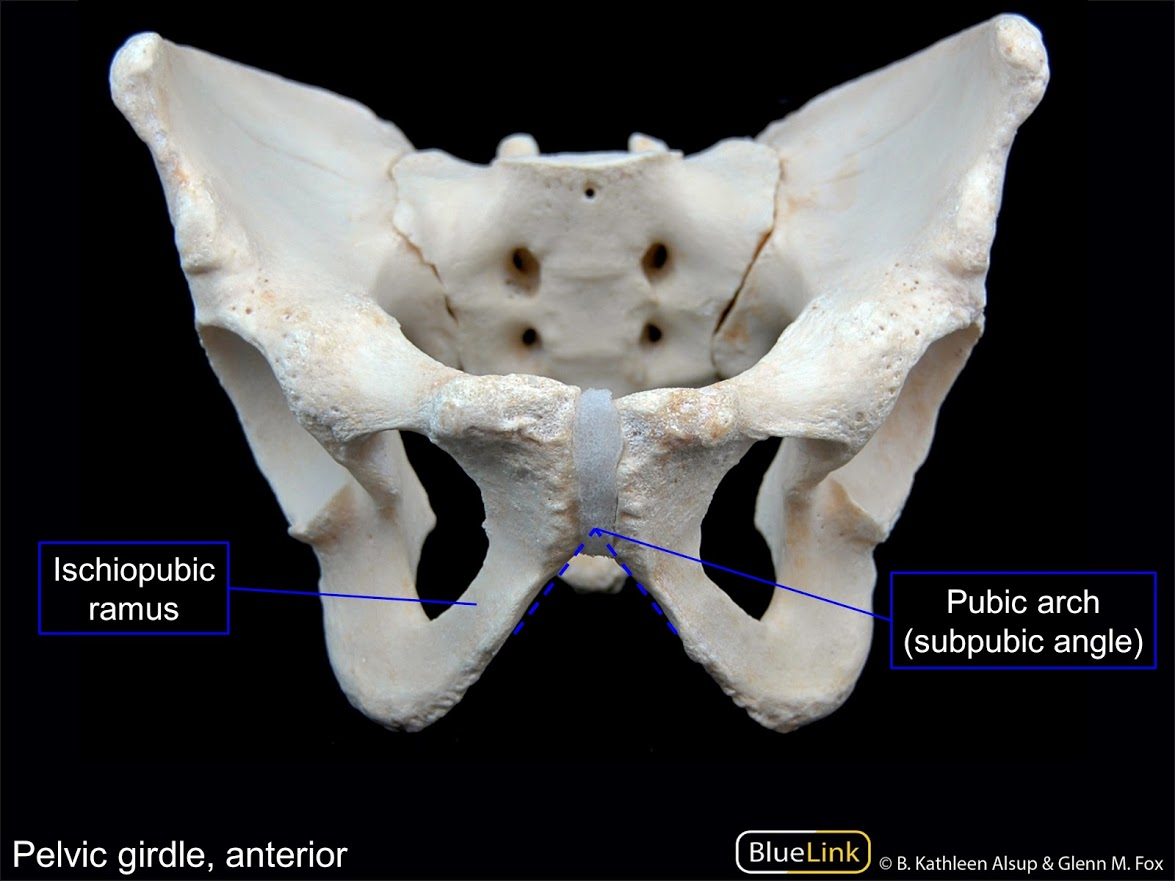 Ischiopubic
ramus
Pubic arch
(subpubic angle)
Pelvic girdle, anterior
BlueLink
© B. Kathleen Alsup & Glenn M. Fox